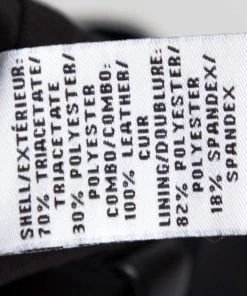 SHELL/EXTÉRIEUR:
70% TRIACETATE/
TRIACETATE
30% POLYESTER/
POLYESTER
COMBO/COMBO:
100% LEATHER/
CUIR
LINING/DOUBLURE:
82% POLYESTER/
POLYESTER
18% SPANDEX/
SPANDEX